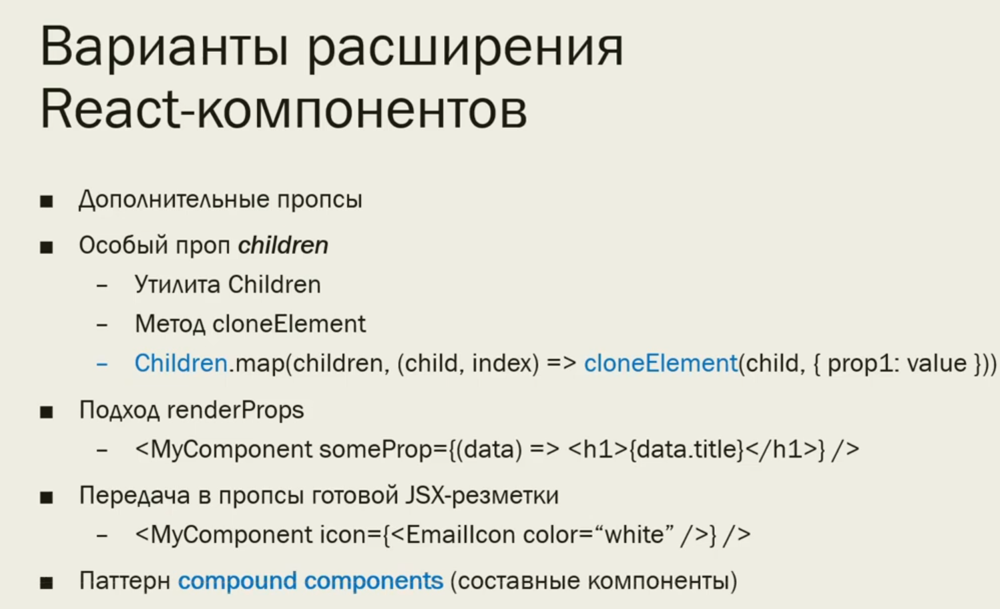 Варианты расширения
React-компонентов
■ Дополнительные пропсы
■ Особый проп children
– Утилита Children
– Метод cloneElement
– Children.map(children, (child, index) => cloneElement(child, { prop1: value }))
■ Подход renderProps
– <MyComponent someProp={(data) => <h1>{data.title}</h1>} />
■ Передача в пропсы готовой JSX-резметки
– <MyComponent icon={<EmailIcon color=“white” />} />
■ Паттерн compound components (составные компоненты)